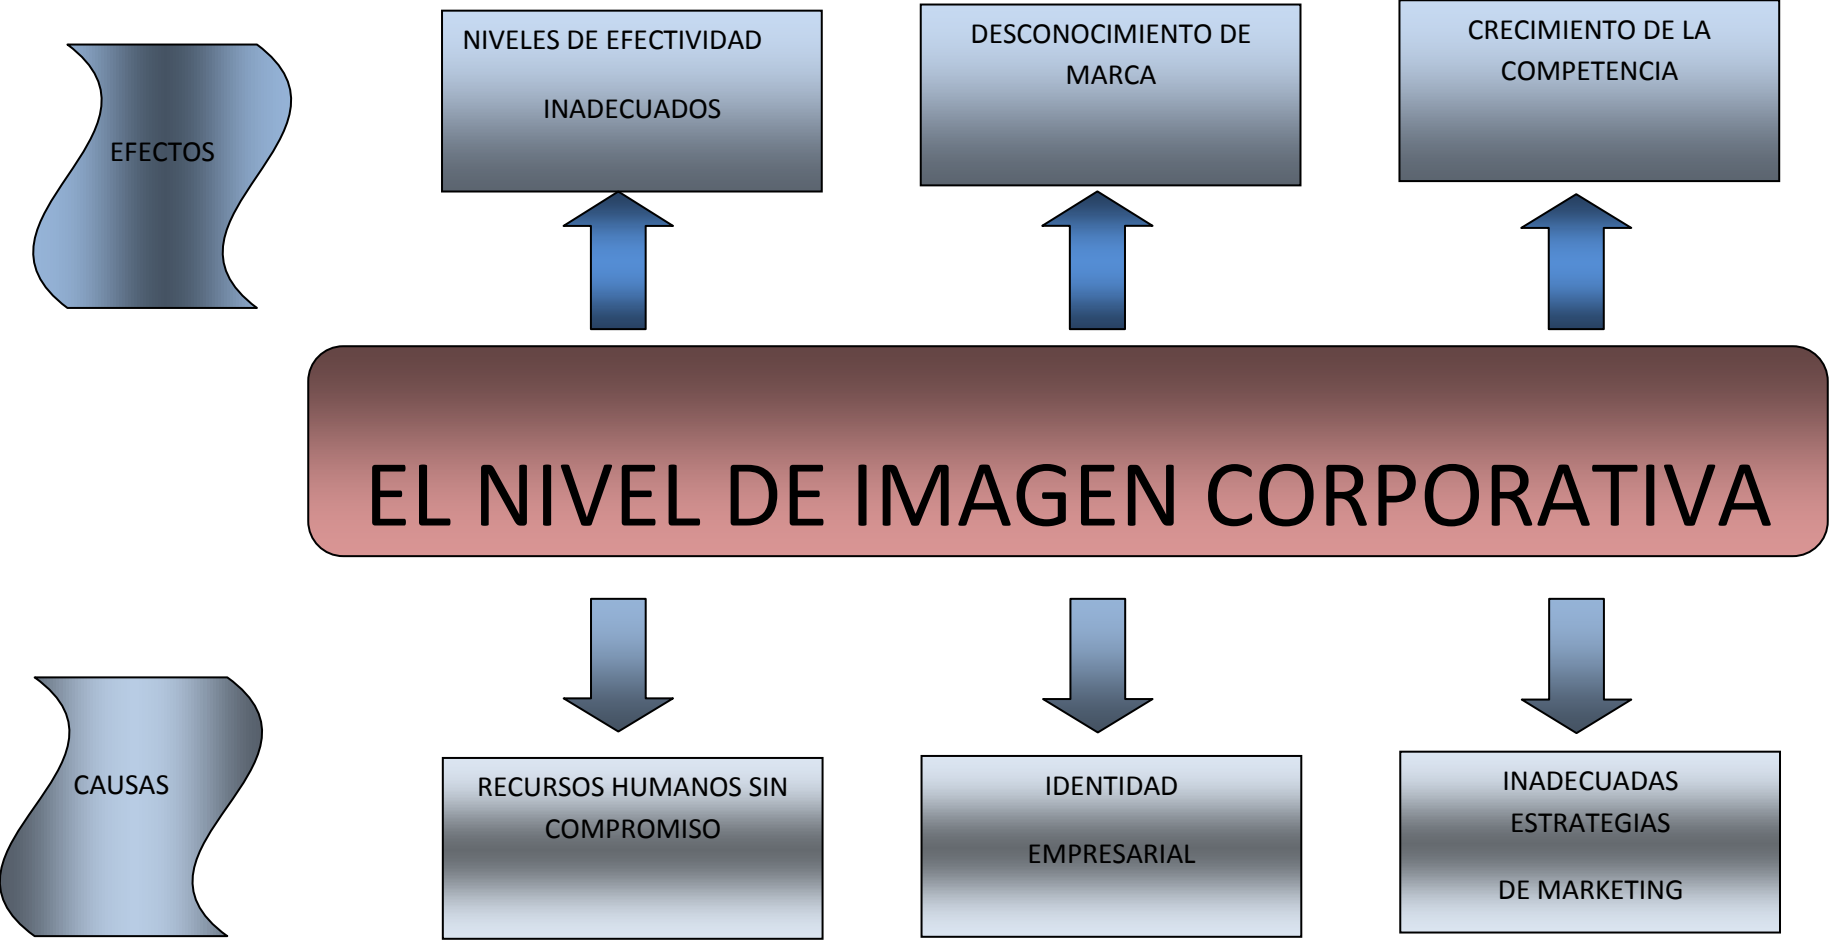 NIVELES DE EFECTIVIDAD
INADECUADOS
DESCONOCIMIENTO DE
MARCA
CRECIMIENTO DE LA
COMPETENCIA
EFECTOS
EL NIVEL DE IMAGEN CORPORATIVA
CAUSAS
RECURSOS HUMANOS SIN
COMPROMISO
IDENTIDAD
EMPRESARIAL
INADECUADAS
ESTRATEGIAS
DE MARKETING